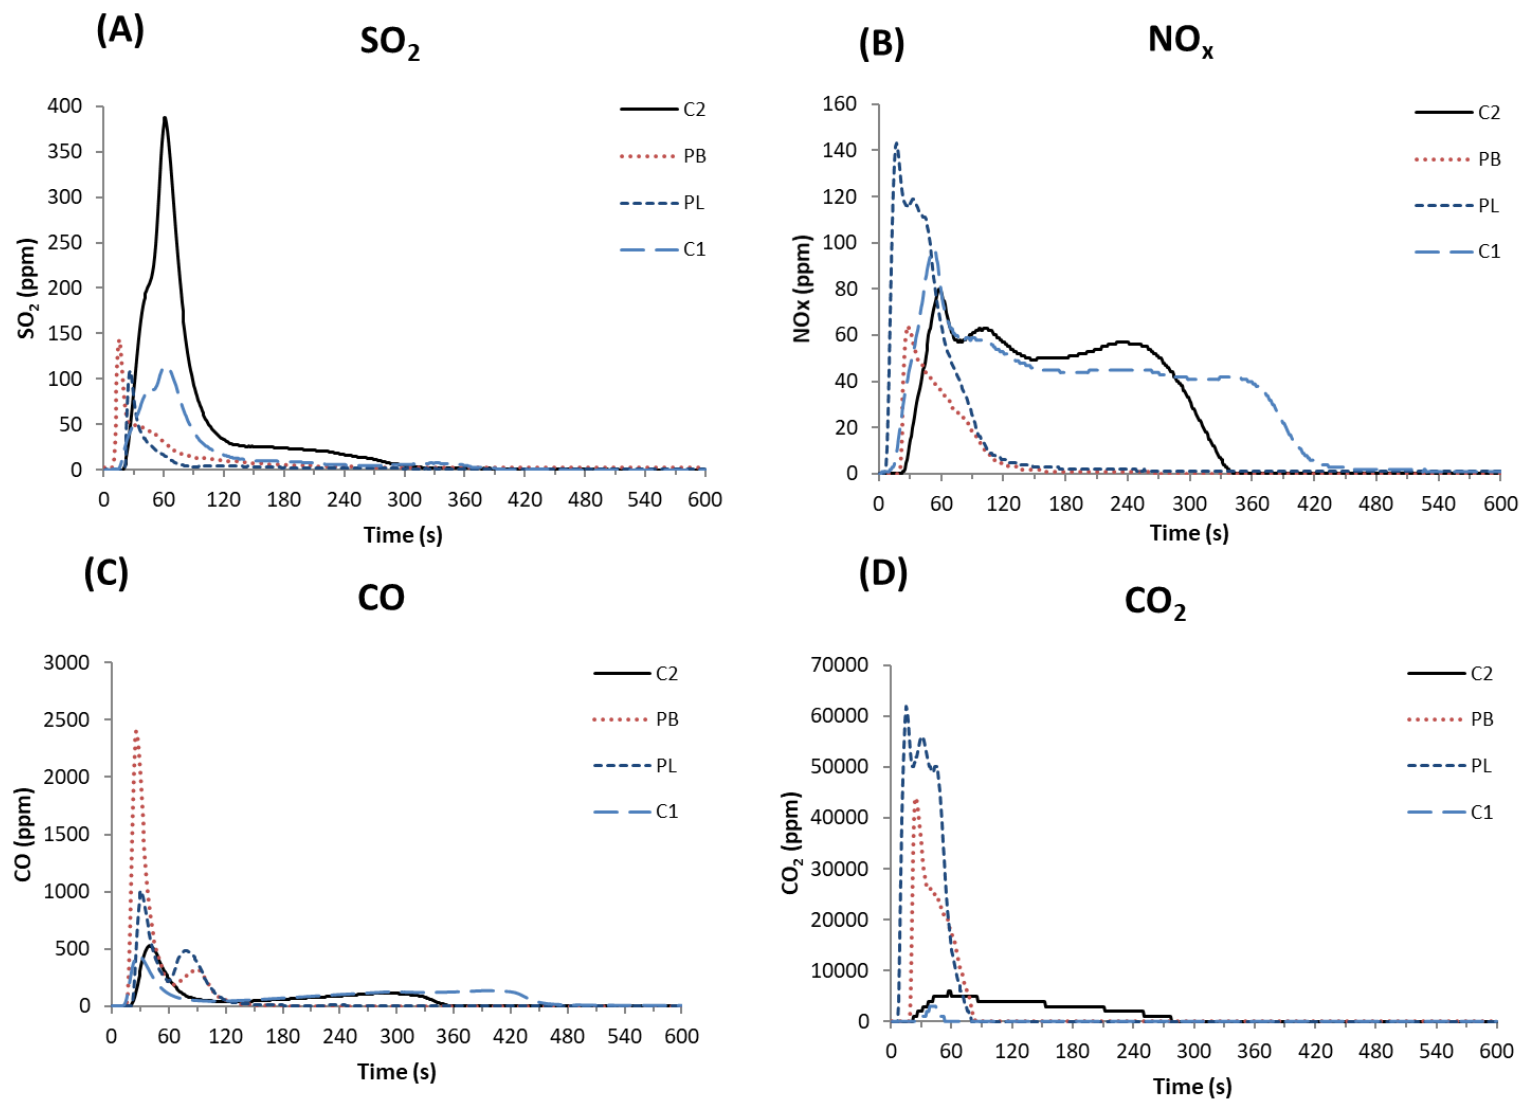 (A)
SO2
400
350
300
250
200
150
100
50
0
SO2 (ppm)
0 60 120 180 240 300 360 420 480 540 600
Time (s)
C2
PB
PL
C1
(B)
NOx
160
140
120
100
80
60
40
20
0
NOx (ppm)
0 60 120 180 240 300 360 420 480 540 600
Time (s)
C2
PB
PL
C1
(C)
CO
3000
2500
2000
1500
1000
500
0
CO (ppm)
0 60 120 180 240 300 360 420 480 540 600
Time (s)
C2
PB
PL
C1
(D)
CO2
70000
60000
50000
40000
30000
20000
10000
0
CO2 (ppm)
0 60 120 180 240 300 360 420 480 540 600
Time (s)
C2
PB
PL
C1